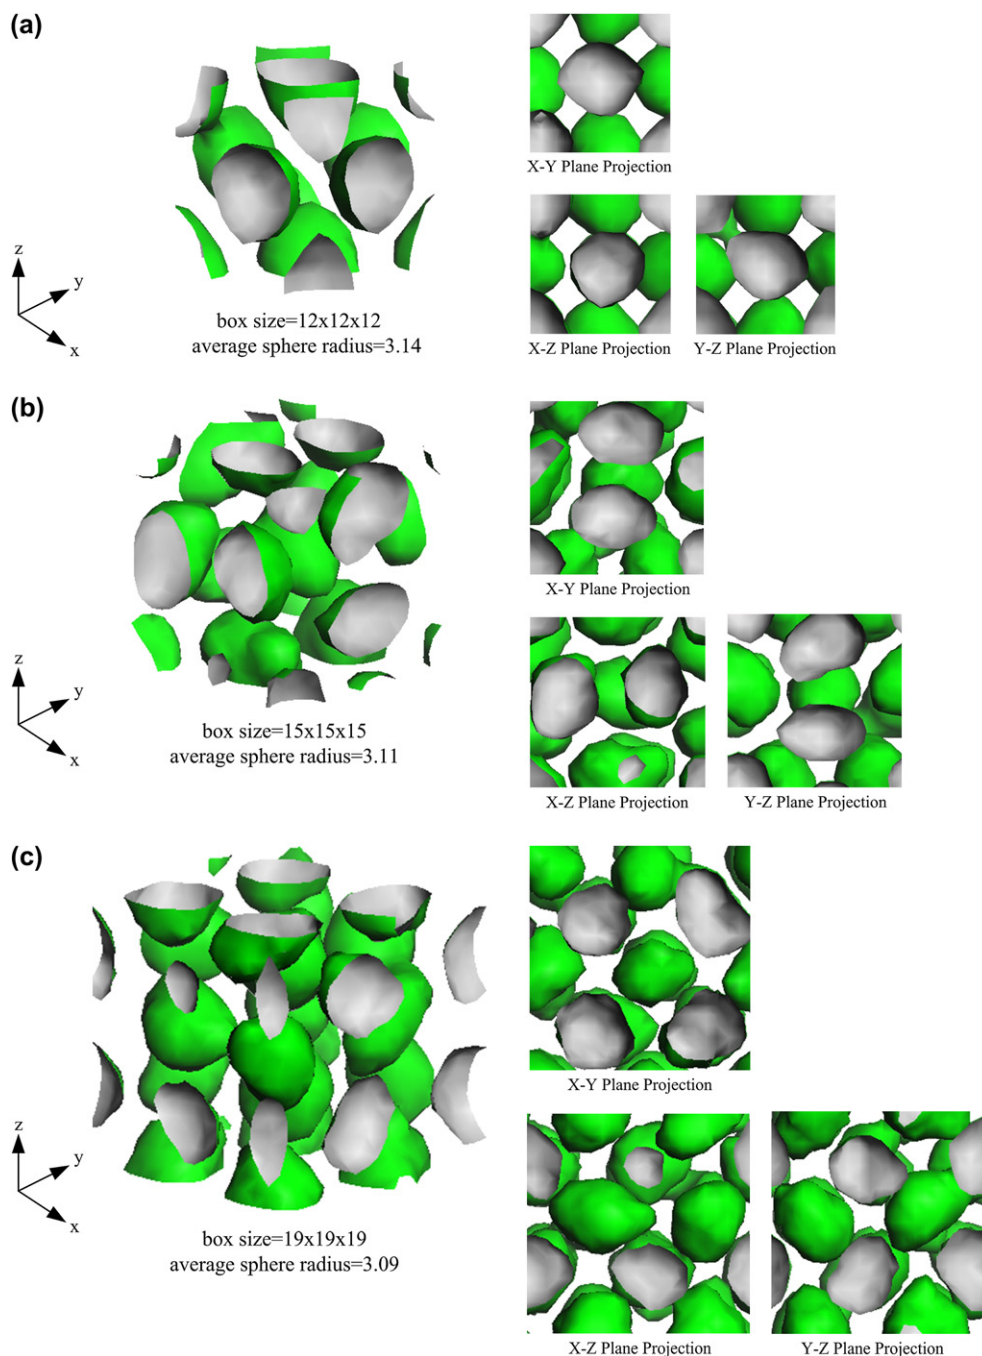 (a)
X-Y Plane Projection
z
y
x
box size=12x12x12
average sphere radius=3.14
X-Z Plane Projection
Y-Z Plane Projection
(b)
X-Y Plane Projection
z
y
x
box size=15x15x15
average sphere radius=3.11
X-Z Plane Projection
Y-Z Plane Projection
(c)
X-Y Plane Projection
z
y
x
box size=19x19x19
average sphere radius=3.09
X-Z Plane Projection
Y-Z Plane Projection